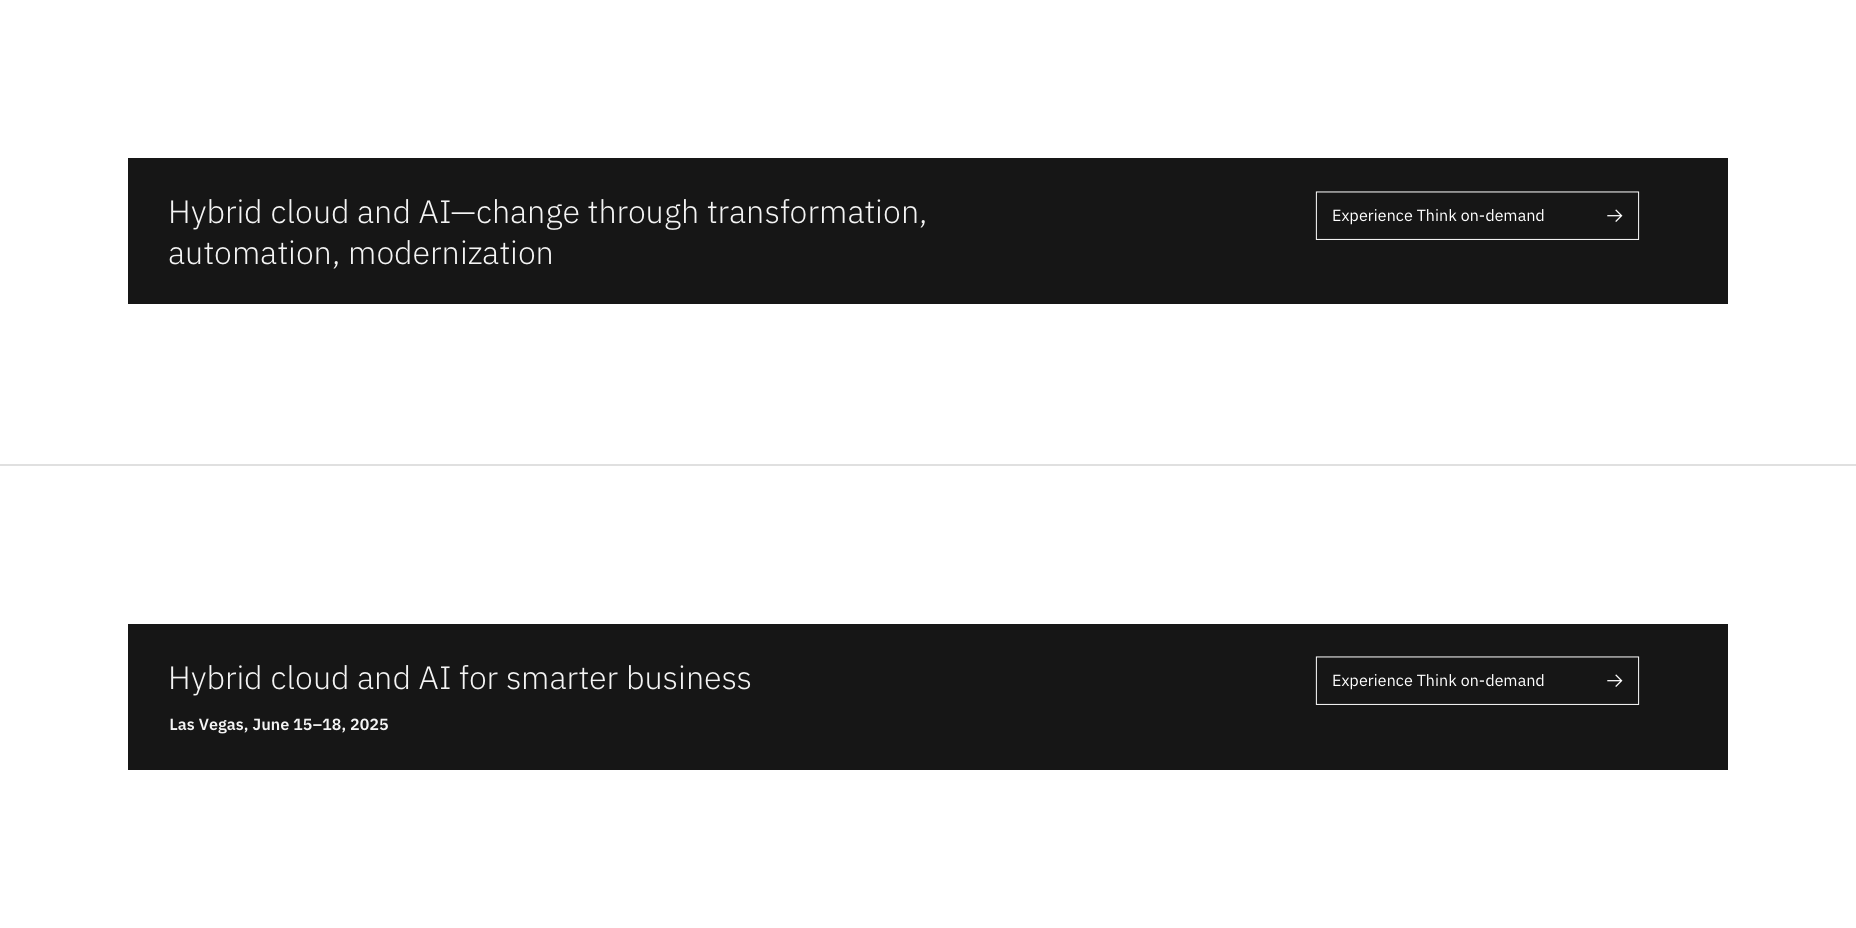 Hybrid cloud and AI—change through transformation,
automation, modernization
Experience Think on-demand
Hybrid cloud and AI for smarter business
Las Vegas, June 15–18, 2025
Experience Think on-demand